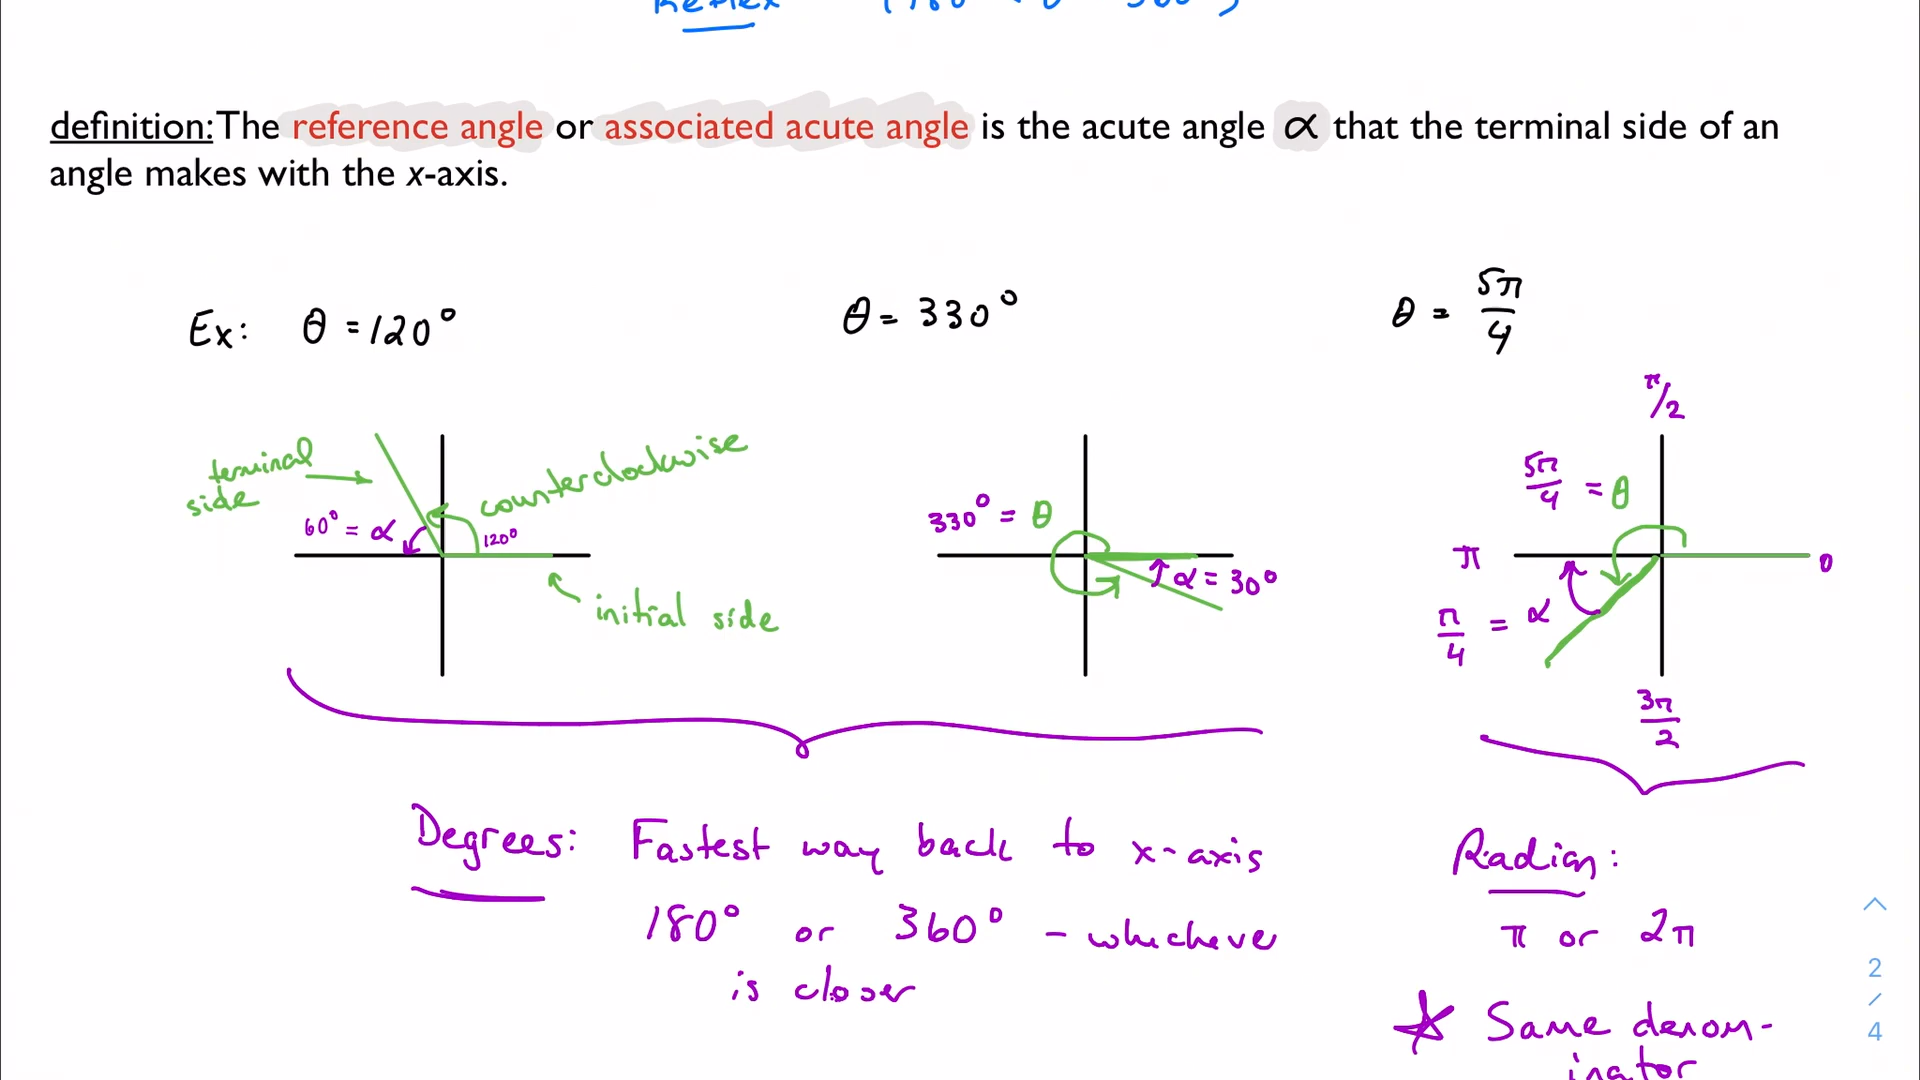 Reflex (180° < θ < 360°)
definition: The reference angle or associated acute angle is the acute angle α that the terminal side of an
angle makes with the x-axis.
Ex: θ = 120°
θ = 330°
θ = 5π/4
terminal
side
counterclockwise
60° = α
120°
initial side
330° = θ
α = 30°
π/2
5π/4 = θ
π
0
π/4 = α
3π/2
Degrees: Fastest way back to x-axis
180° or 360° - whichever
is closer
Radian:
π or 2π
★ Same denom-
inator
2
/
4